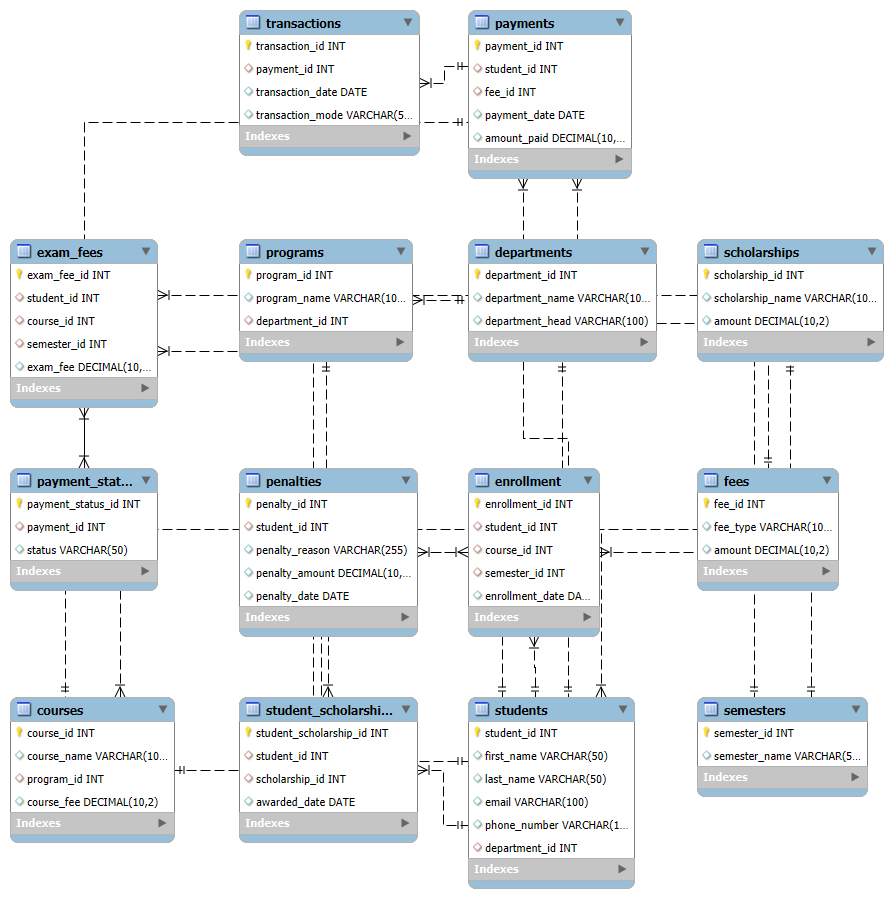 transactions
transaction_id INT
payment_id INT
transaction_date DATE
transaction_mode VARCHAR(5...
Indexes
payments
payment_id INT
student_id INT
fee_id INT
payment_date DATE
amount_paid DECIMAL(10,...
Indexes
exam_fees
exam_fee_id INT
student_id INT
course_id INT
semester_id INT
exam_fee DECIMAL(10,...
Indexes
programs
program_id INT
program_name VARCHAR(10...
department_id INT
Indexes
departments
department_id INT
department_name VARCHAR(10...
department_head VARCHAR(100)
Indexes
scholarships
scholarship_id INT
scholarship_name VARCHAR(10...
amount DECIMAL(10,2)
Indexes
payment_stat...
payment_status_id INT
payment_id INT
status VARCHAR(50)
Indexes
penalties
penalty_id INT
student_id INT
penalty_reason VARCHAR(255)
penalty_amount DECIMAL(10,...
penalty_date DATE
Indexes
enrollment
enrollment_id INT
student_id INT
course_id INT
semester_id INT
enrollment_date DA...
Indexes
fees
fee_id INT
fee_type VARCHAR(10...
amount DECIMAL(10,2)
Indexes
courses
course_id INT
course_name VARCHAR(10...
program_id INT
course_fee DECIMAL(10,2)
Indexes
student_scholarshi...
student_scholarship_id INT
student_id INT
scholarship_id INT
awarded_date DATE
Indexes
students
student_id INT
first_name VARCHAR(50)
last_name VARCHAR(50)
email VARCHAR(100)
phone_number VARCHAR(1...
department_id INT
Indexes
semesters
semester_id INT
semester_name VARCHAR(5...
Indexes